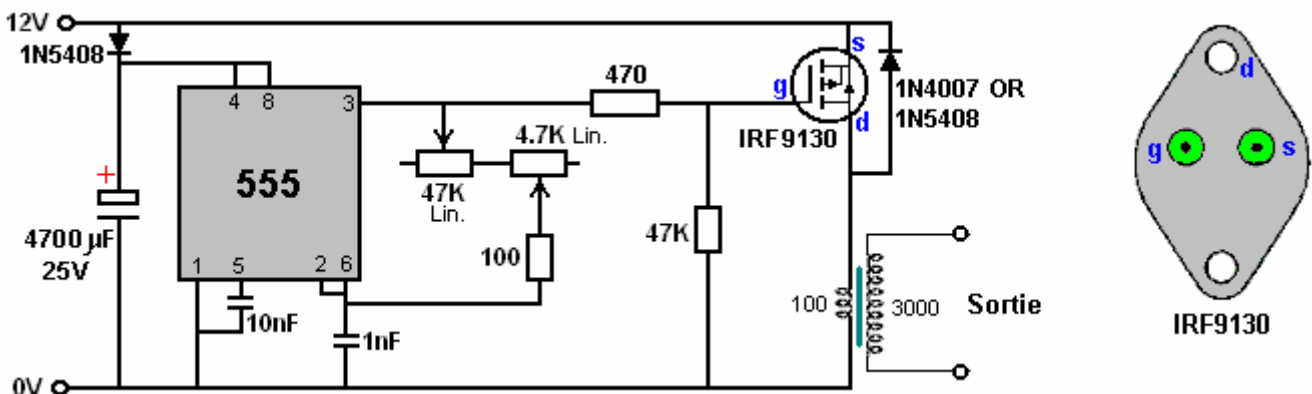 12V
1N5408
4 8 3
555
1 5 2 6
+
4700 µF
25V
10nF
1nF
0V
47K
Lin.
4.7K Lin.
100
470
47K
g
s
d
IRF9130
1N4007 OR
1N5408
100
3000
Sortie
d
g
s
IRF9130